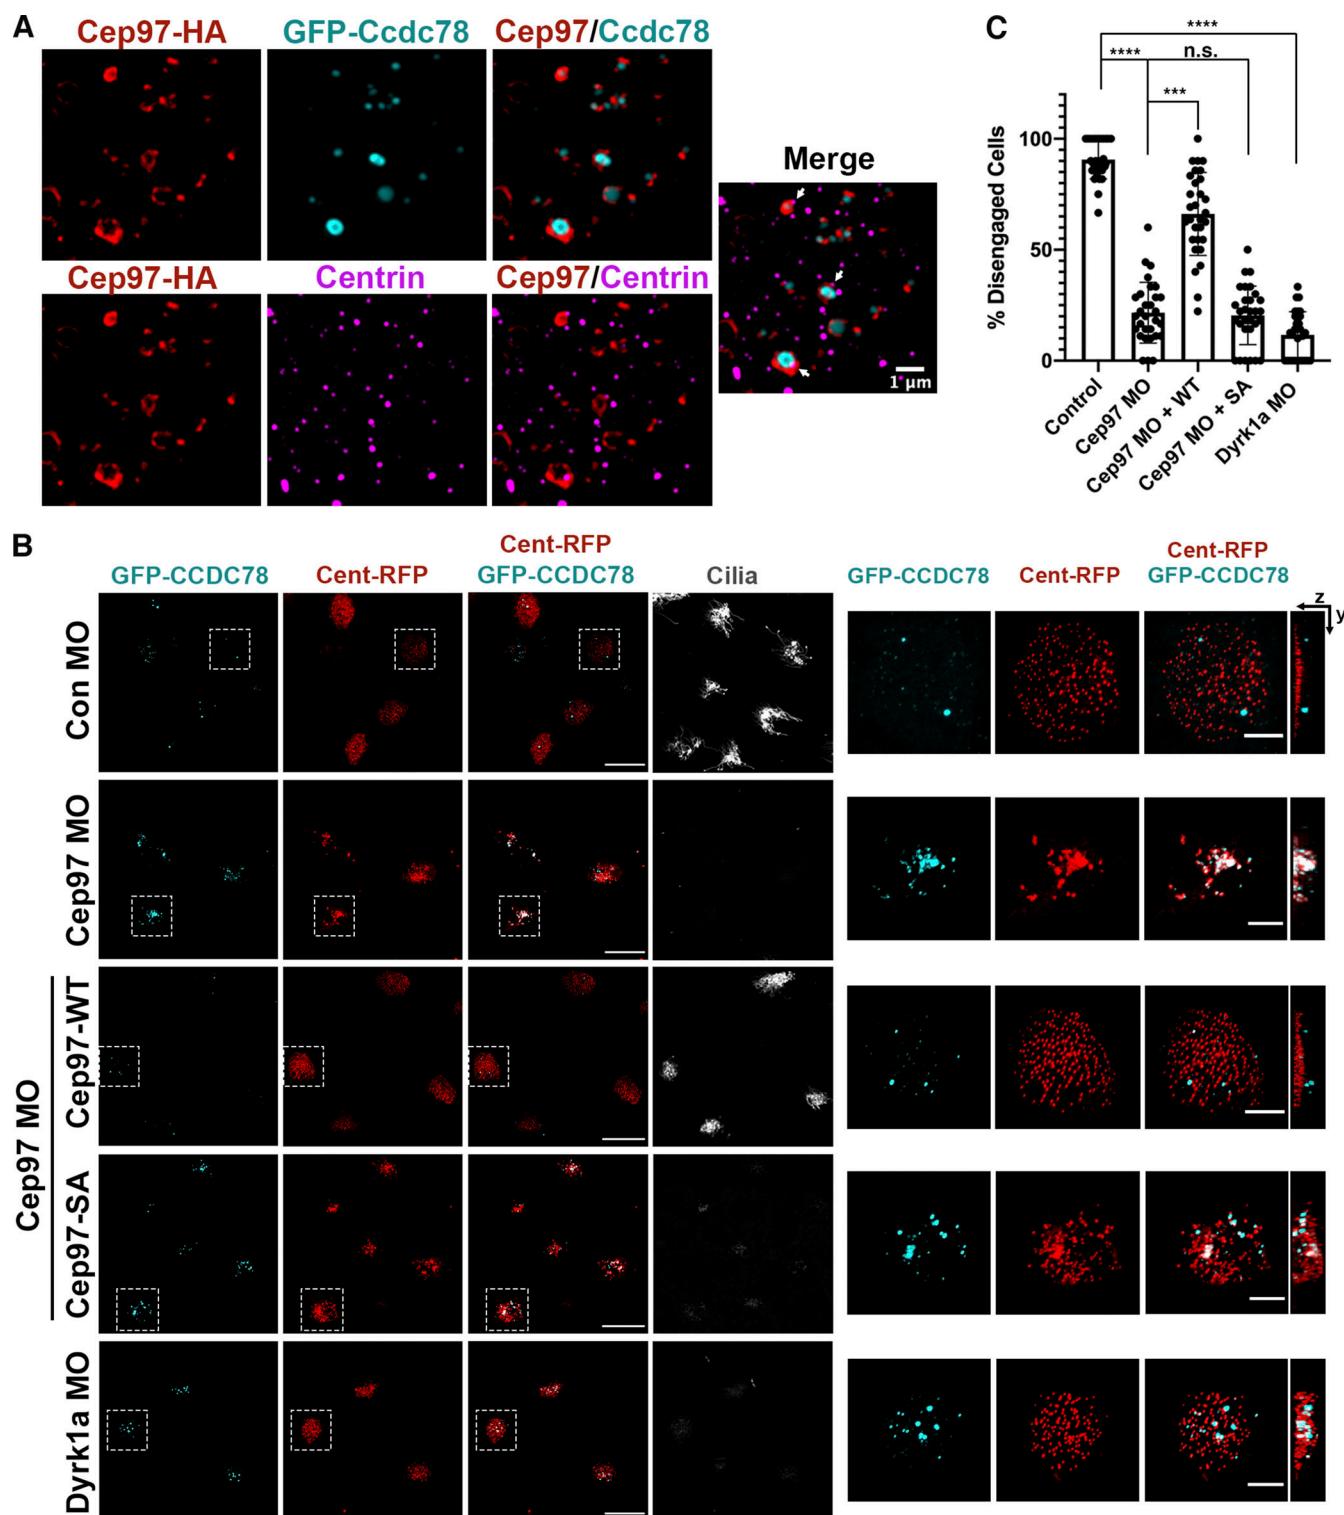 A
Cep97-HA
GFP-Ccdc78
Cep97/Ccdc78
Cep97-HA
Centrin
Cep97/Centrin
Merge
1 µm
C
****
****
n.s.
***
% Disengaged Cells
100
50
0
Control
Cep97 MO
Cep97 MO + WT
Cep97 MO + SA
Dyrk1a MO
B
GFP-CCDC78
Cent-RFP
Cent-RFP
GFP-CCDC78
Cilia
GFP-CCDC78
Cent-RFP
Cent-RFP
GFP-CCDC78
z
y
Con MO
Cep97 MO
Cep97 MO
Cep97-WT
Cep97-SA
Dyrk1a MO